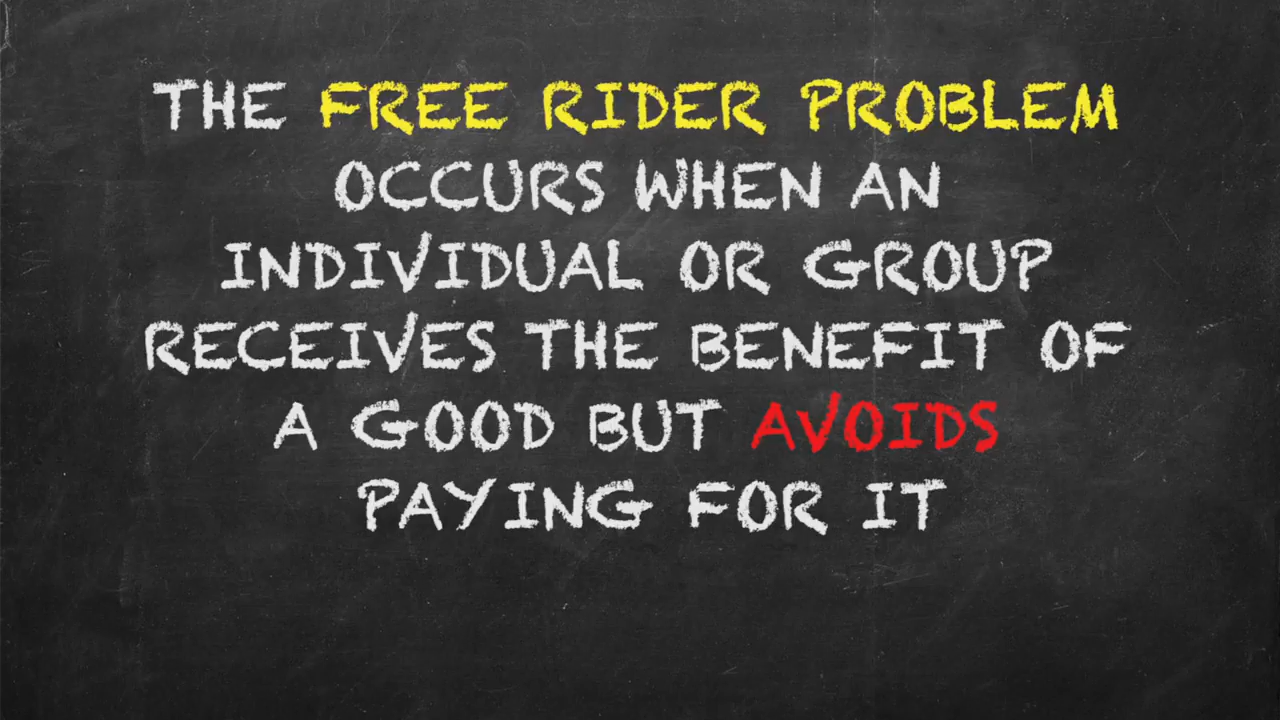 THE FREE RIDER PROBLEM
OCCURS WHEN AN
INDIVIDUAL OR GROUP
RECEIVES THE BENEFIT OF
A GOOD BUT AVOIDS
PAYING FOR IT